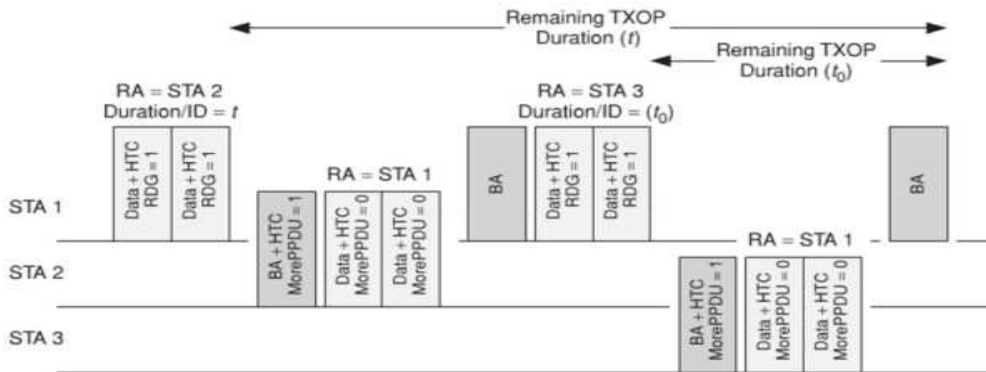 Remaining TXOP
Duration (t)
Remaining TXOP
Duration (t0)
RA = STA 2
Duration/ID = t
RA = STA 3
Duration/ID = (t0)
Data + HTC
RDG = 1
Data + HTC
RDG = 1
BA
Data + HTC
RDG = 1
Data + HTC
RDG = 1
BA
STA 1
RA = STA 1
BA + HTC
MorePPDU = 1
Data + HTC
MorePPDU = 0
Data + HTC
MorePPDU = 0
STA 2
RA = STA 1
BA + HTC
MorePPDU = 1
Data + HTC
MorePPDU = 0
Data + HTC
MorePPDU = 0
STA 3